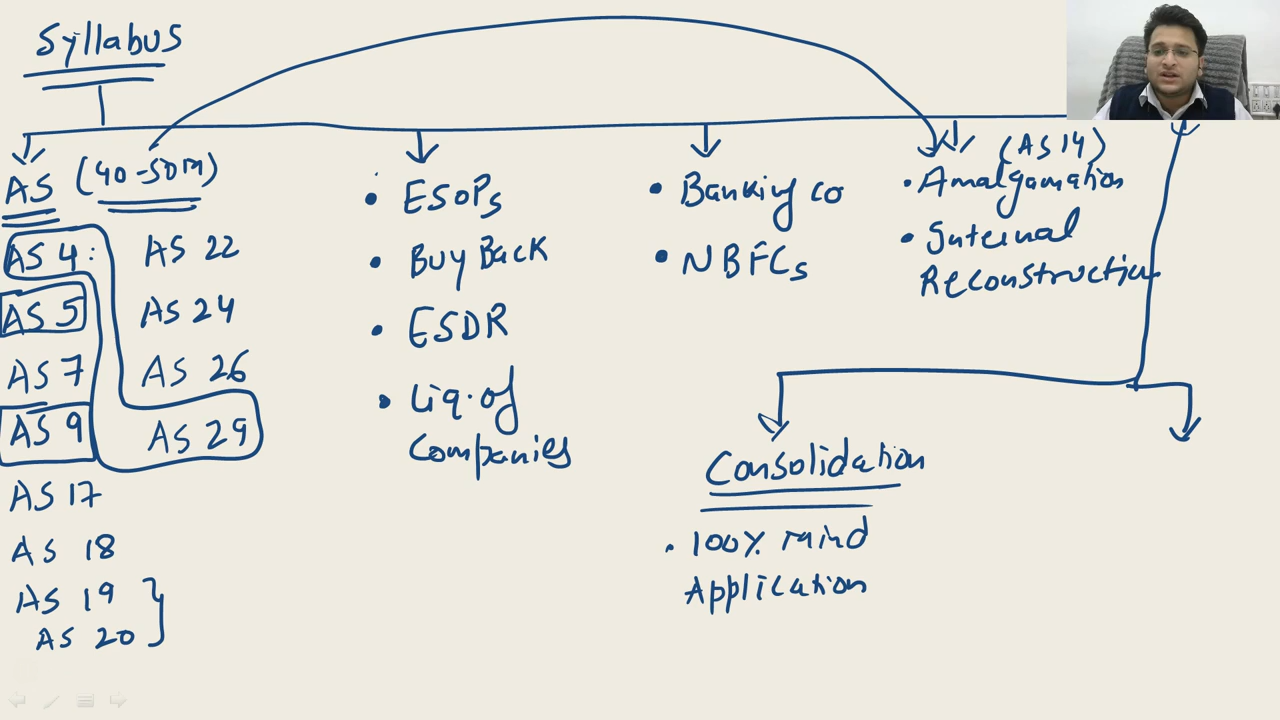 Syllabus
AS (40-50M)
AS 4 :
AS 5
AS 7
AS 9
AS 17
AS 18
AS 19
AS 20
AS 22
AS 24
AS 26
AS 29
• ESOPs
• Buy Back
• ESDR
• Liq. of
Companies
• Banking co
• NBFCs
(AS 14)
• Amalgamation
• Internal
Reconstruction
Consolidation
• 100% mind
Application